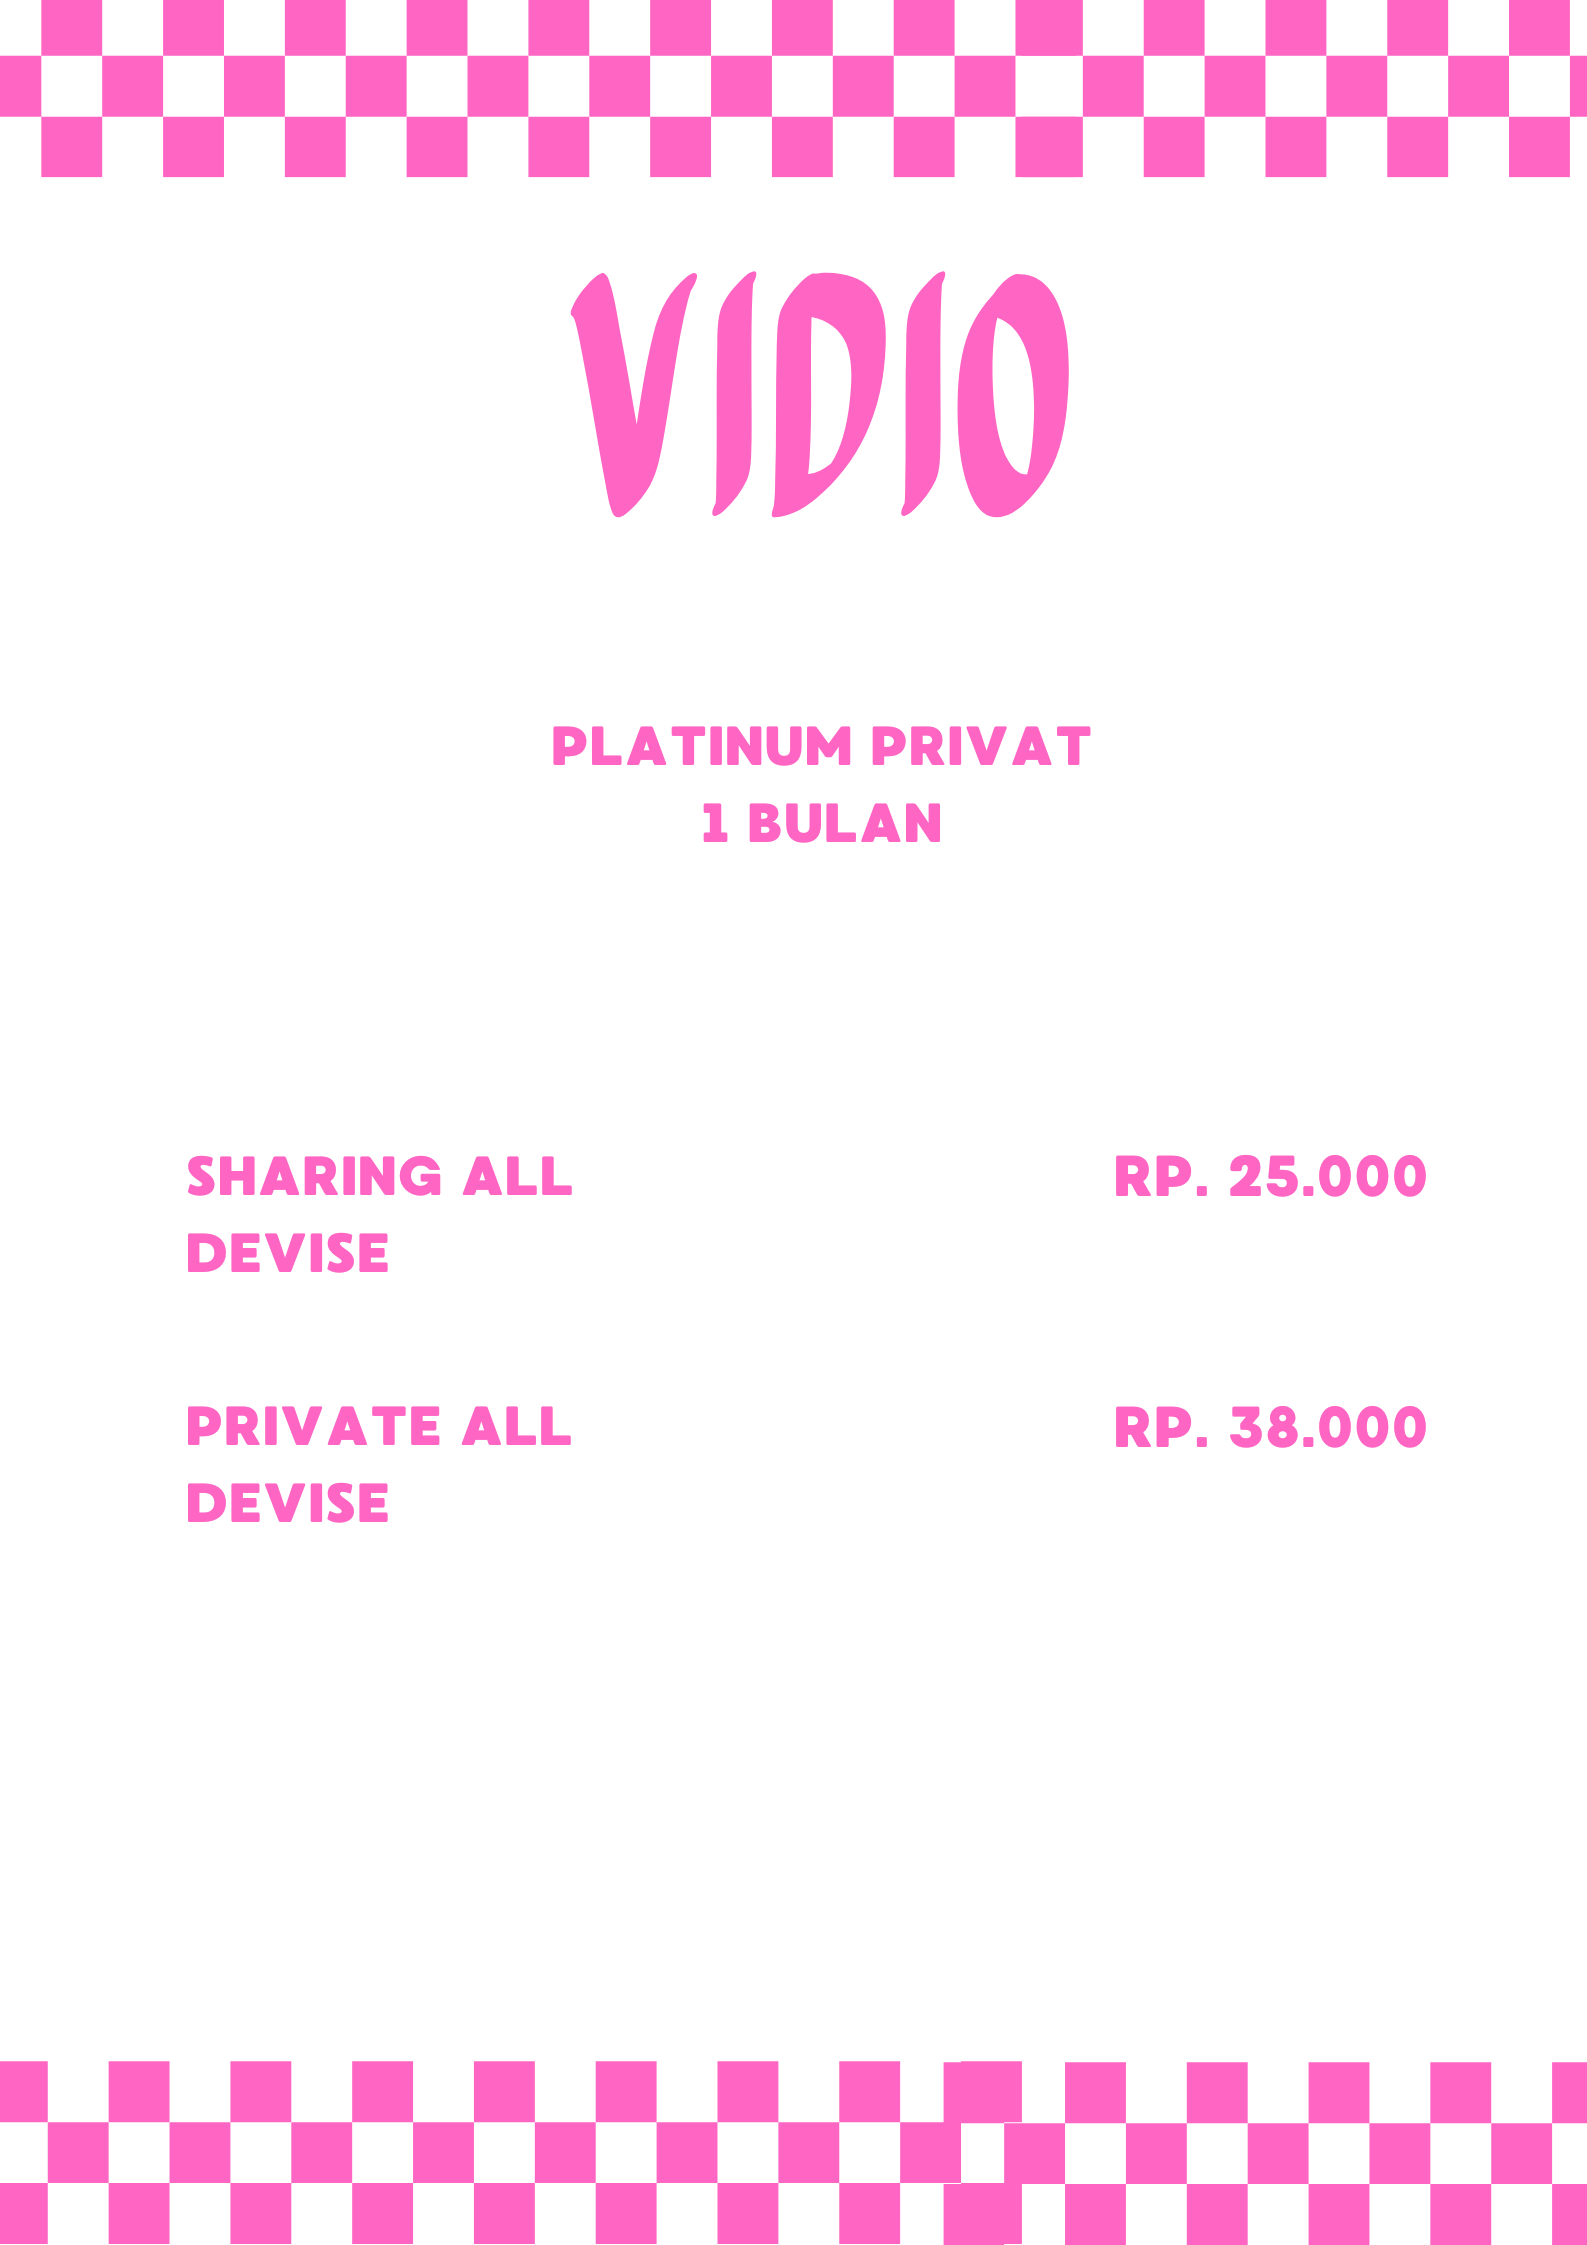 VIDIO
PLATINUM PRIVAT
1 BULAN
SHARING ALL
DEVISE
RP. 25.000
PRIVATE ALL
DEVISE
RP. 38.000